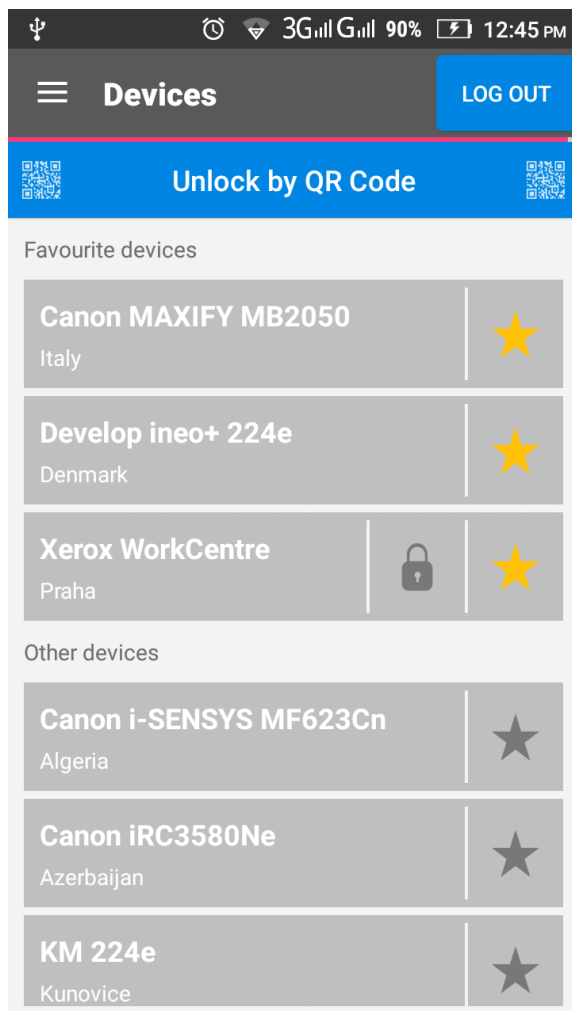 3G G 90% 12:45 PM
Devices LOG OUT
Unlock by QR Code
Favourite devices
Canon MAXIFY MB2050
Italy
Develop ineo+ 224e
Denmark
Xerox WorkCentre
Praha
Other devices
Canon i-SENSYS MF623Cn
Algeria
Canon iRC3580Ne
Azerbaijan
KM 224e
Kunovice